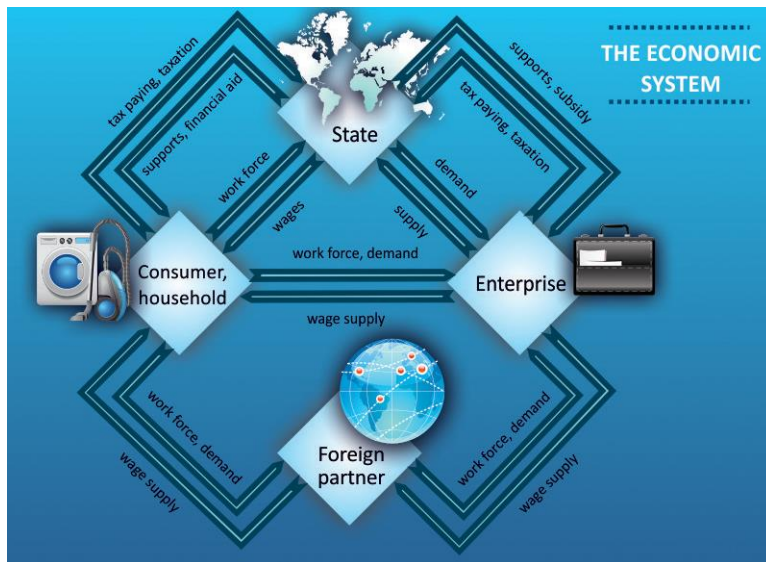 THE ECONOMIC
SYSTEM
tax paying, taxation
supports, financial aid
work force
wages
State
supports, subsidy
tax paying, taxation
demand
supply
Consumer,
household
work force, demand
wage supply
Enterprise
work force, demand
wage supply
Foreign
partner
work force, demand
wage supply